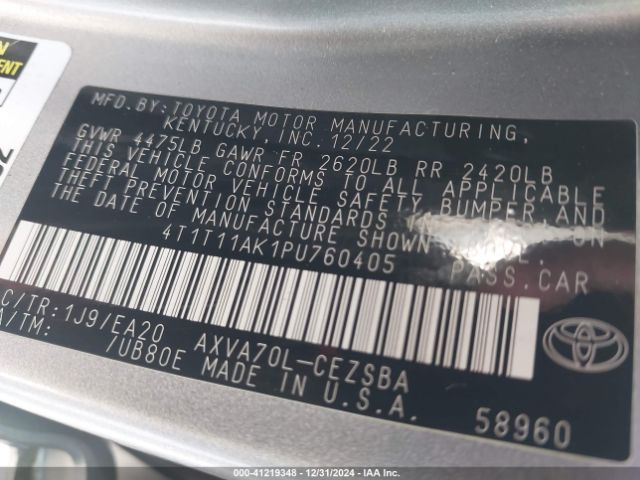 MFD. BY: TOYOTA MOTOR MANUFACTURING,
KENTUCKY, INC. 12/22
GVWR 4475LB GAWR FR 2620LB RR 2420LB
THIS VEHICLE CONFORMS TO ALL APPLICABLE
FEDERAL MOTOR VEHICLE SAFETY, BUMPER, AND
THEFT PREVENTION STANDARDS IN ON
THE DATE OF MANUFACTURE SHOWN
4T1T11AK1PU760405 PASS.CAR
C/TR: 1J9/EA20 AXVA70L-CEZSBA
A/TM: /UB80E MADE IN U.S.A. 58960
000-41219348 - 12/31/2024 - IAA Inc.